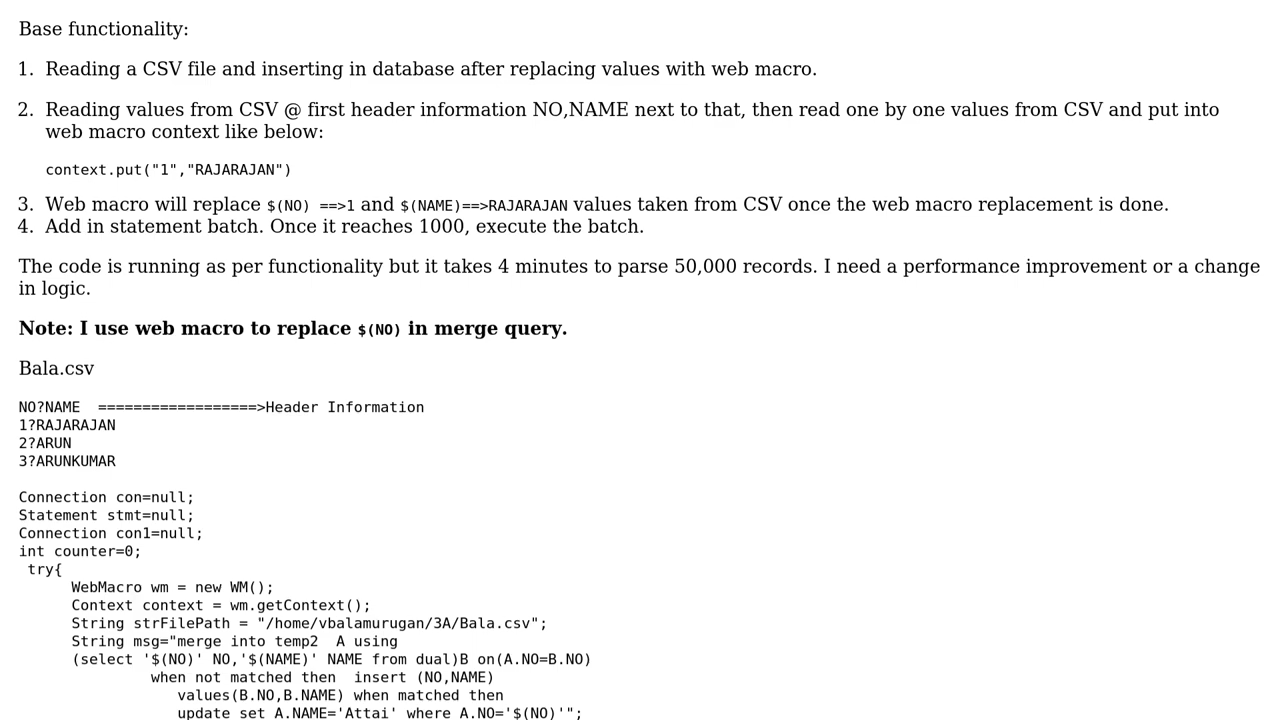 Base functionality:
1. Reading a CSV file and inserting in database after replacing values with web macro.
2. Reading values from CSV @ first header information NO,NAME next to that, then read one by one values from CSV and put into
web macro context like below:
context.put("1","RAJARAJAN")
3. Web macro will replace $(NO) ==>1 and $(NAME)==>RAJARAJAN values taken from CSV once the web macro replacement is done.
4. Add in statement batch. Once it reaches 1000, execute the batch.
The code is running as per functionality but it takes 4 minutes to parse 50,000 records. I need a performance improvement or a change
in logic.
Note: I use web macro to replace $(NO) in merge query.
Bala.csv
NO?NAME  ==================>Header Information
1?RAJARAJAN
2?ARUN
3?ARUNKUMAR
Connection con=null;
Statement stmt=null;
Connection con1=null;
int counter=0;
 try{
      WebMacro wm = new WM();
      Context context = wm.getContext();
      String strFilePath = "/home/vbalamurugan/3A/Bala.csv";
      String msg="merge into temp2  A using
      (select '$(NO)' NO,'$(NAME)' NAME from dual)B on(A.NO=B.NO)
               when not matched then  insert (NO,NAME)
                  values(B.NO,B.NAME) when matched then
                  update set A.NAME='Attai' where A.NO='$(NO)'";